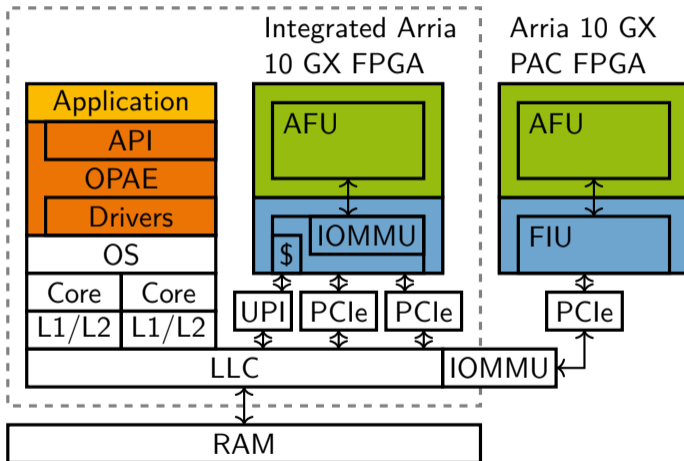 Integrated Arria
10 GX FPGA
Arria 10 GX
PAC FPGA
Application
API
OPAE
Drivers
OS
Core
Core
L1/L2
L1/L2
AFU
IOMMU
$
UPI
PCIe
PCIe
AFU
FIU
PCIe
LLC
IOMMU
RAM